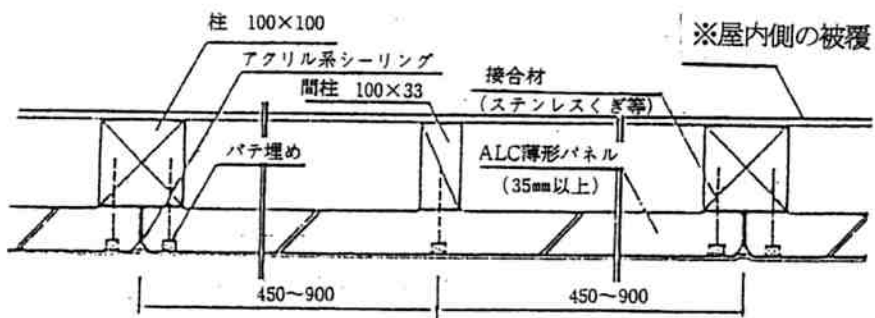 柱 100×100
※屋内側の被覆
アクリル系シーリング
接合材
間柱 100×33
(ステンレスくぎ等)
パテ埋め
ALC薄形パネル
(35mm以上)
450~900
450~900